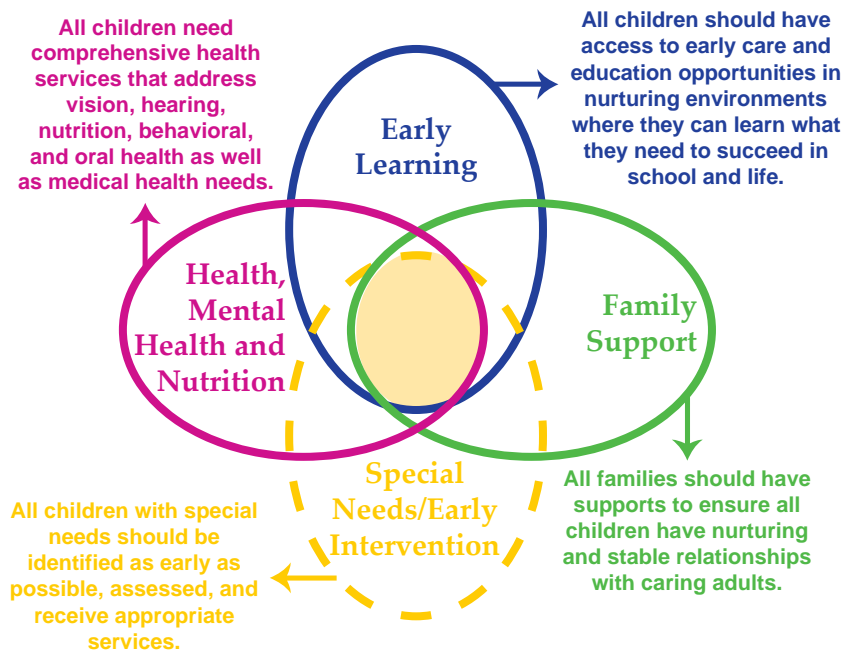 All children need
comprehensive health
services that address
vision, hearing,
nutrition, behavioral,
and oral health as well
as medical health needs.
All children should have
access to early care and
education opportunities in
nurturing environments
where they can learn what
they need to succeed in
school and life.
Early
Learning
Health,
Mental
Health and
Nutrition
Family
Support
Special
Needs/Early
Intervention
All children with special
needs should be
identified as early as
possible, assessed, and
receive appropriate
services.
All families should have
supports to ensure all
children have nurturing
and stable relationships
with caring adults.